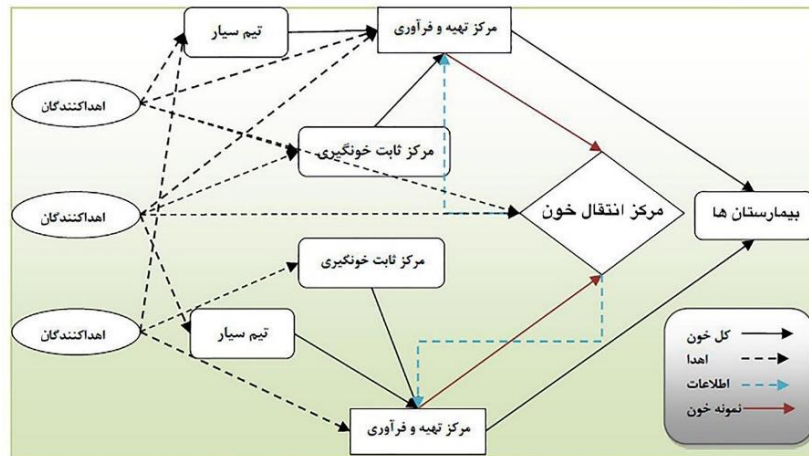 تیم سیار
مرکز تهیه و فرآوری
اهداکنندگان
مرکز ثابت خونگیری
اهداکنندگان
مرکز انتقال خون
بیمارستان ها
مرکز ثابت خونگیری
اهداکنندگان
تیم سیار
مرکز تهیه و فرآوری
کل خون
اهدا
اطلاعات
نمونه خون